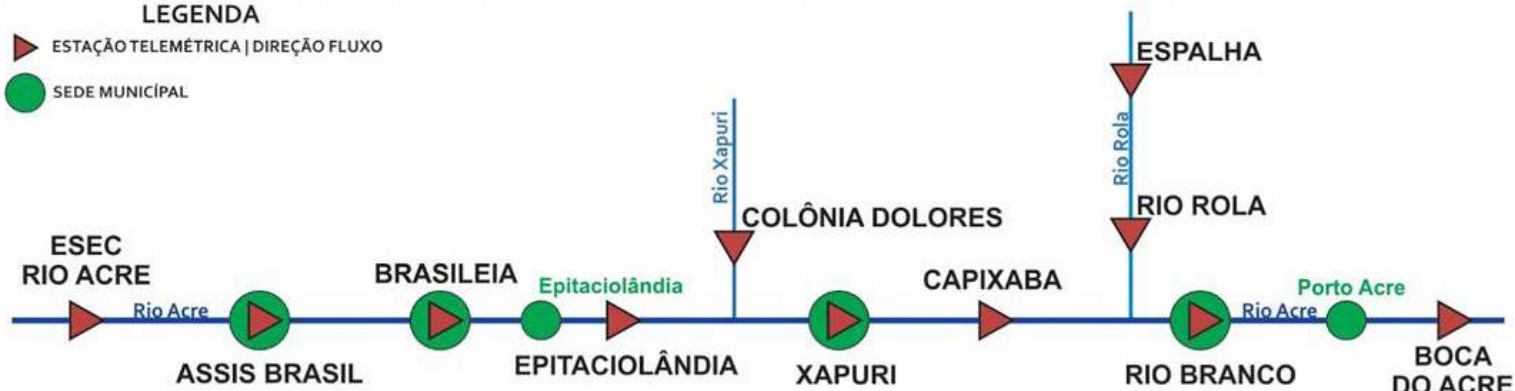 LEGENDA
ESTAÇÃO TELEMÉTRICA | DIREÇÃO FLUXO
SEDE MUNICÍPAL
ESPALHA
Rio Xapuri
Rio Rola
COLÔNIA DOLORES
RIO ROLA
ESEC
RIO ACRE
BRASILEIA
Epitaciolândia
CAPIXABA
Porto Acre
Rio Acre
Rio Acre
ASSIS BRASIL
EPITACIOLÂNDIA
XAPURI
RIO BRANCO
BOCA
DO ACRE